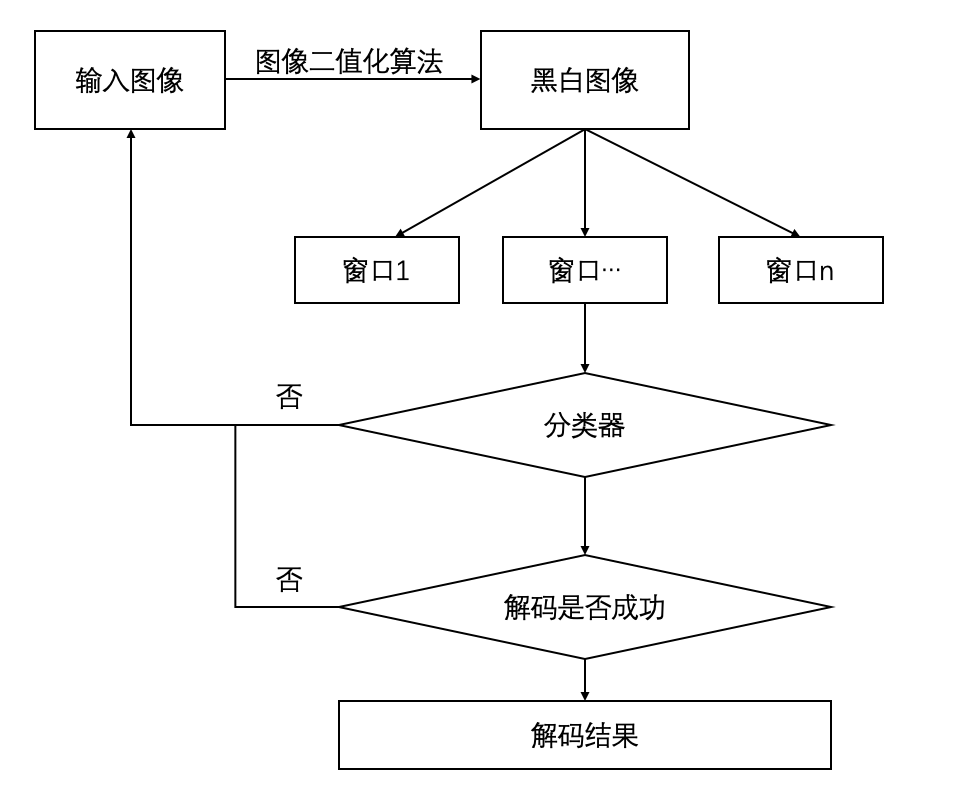 输入图像
图像二值化算法
黑白图像
窗口1
窗口···
窗口n
否
分类器
否
解码是否成功
解码结果